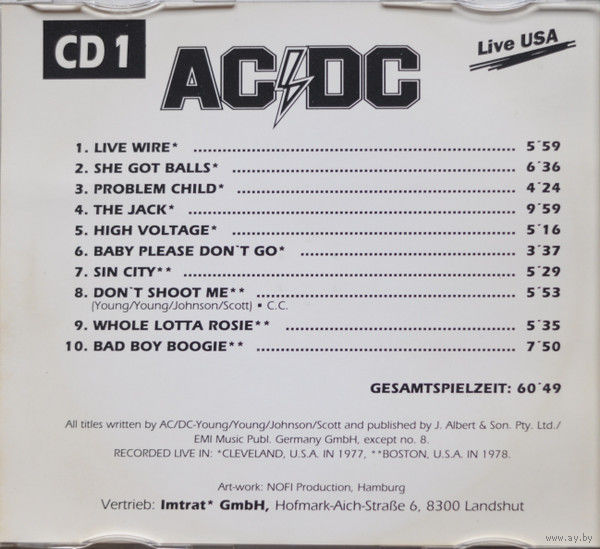 CD 1
AC/DC
Live USA
1. LIVE WIRE* 5´59
2. SHE GOT BALLS* 6´36
3. PROBLEM CHILD* 4´24
4. THE JACK* 9´59
5. HIGH VOLTAGE* 5´16
6. BABY PLEASE DON`T GO* 3´37
7. SIN CITY** 5´29
8. DON`T SHOOT ME** 5´53
(Young/Young/Johnson/Scott) • C.C.
9. WHOLE LOTTA ROSIE** 5´35
10. BAD BOY BOOGIE** 7´50
GESAMTSPIELZEIT: 60´49
All titles written by AC/DC-Young/Young/Johnson/Scott and published by J. Albert & Son. Pty. Ltd./
EMI Music Publ. Germany GmbH, except no. 8.
RECORDED LIVE IN: *CLEVELAND, U.S.A. IN 1977, **BOSTON, U.S.A. IN 1978.
Art-work: NOFI Production, Hamburg
Vertrieb: Imtrat* GmbH, Hofmark-Aich-Straße 6, 8300 Landshut
www.ay.by